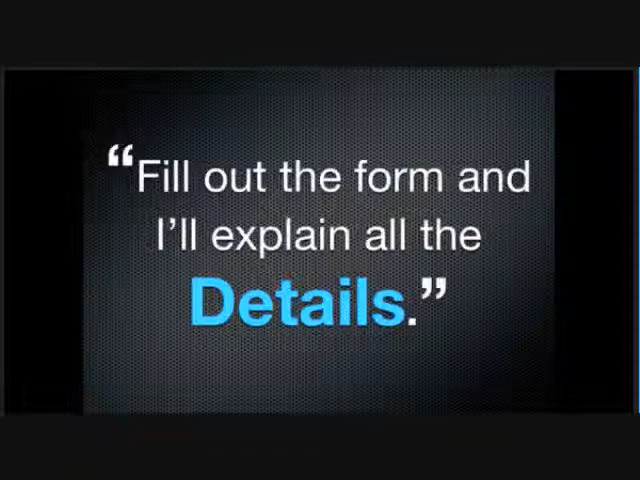 “Fill out the form and
I’ll explain all the
Details.”